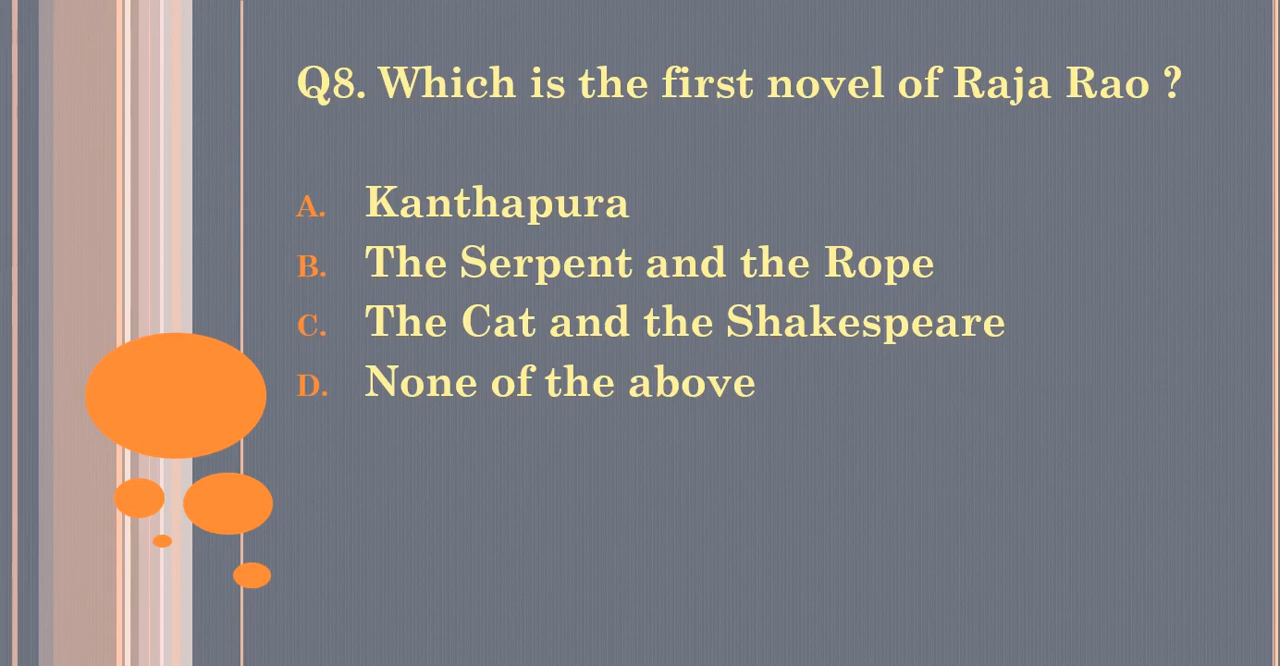 Q8. Which is the first novel of Raja Rao ?
A. Kanthapura
B. The Serpent and the Rope
C. The Cat and the Shakespeare
D. None of the above